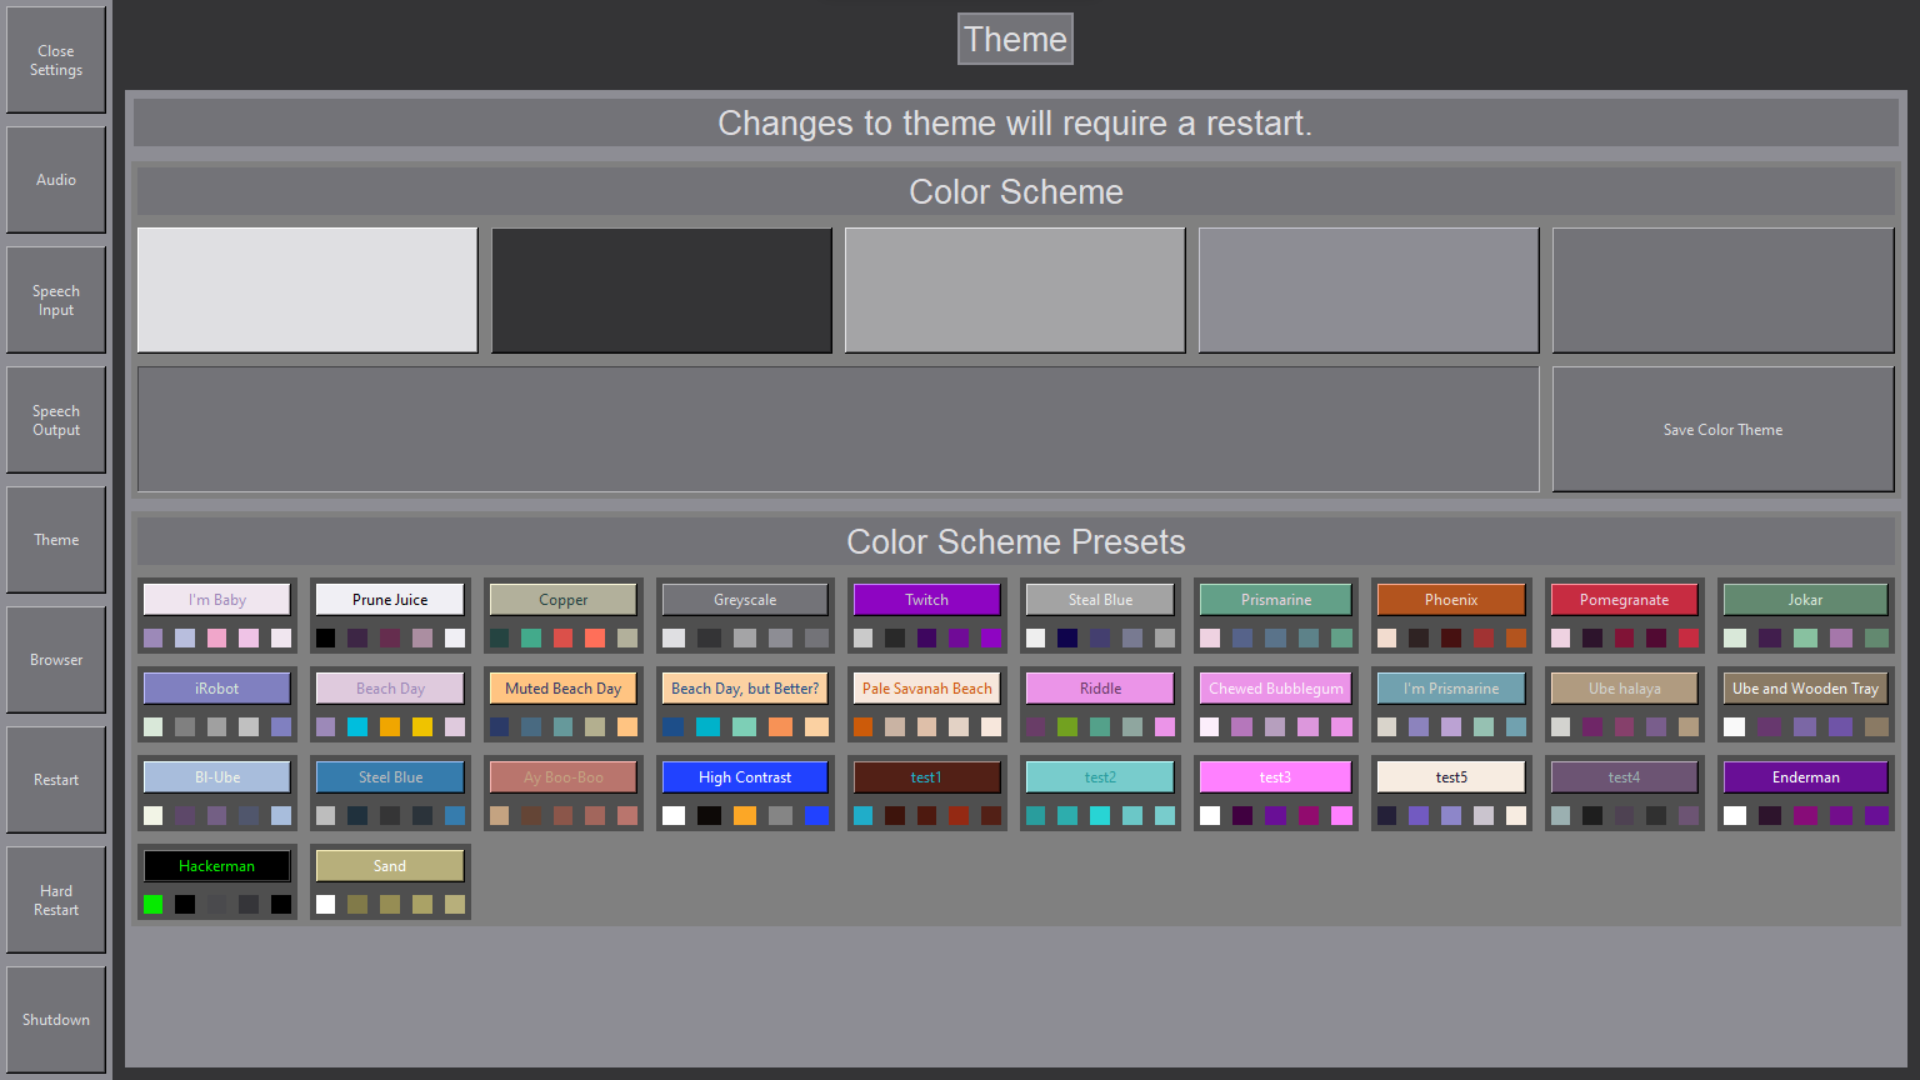 Close
Settings
Audio
Speech
Input
Speech
Output
Theme
Browser
Restart
Hard
Restart
Shutdown
Theme
Changes to theme will require a restart.
Color Scheme
Save Color Theme
Color Scheme Presets
I'm Baby
Prune Juice
Copper
Greyscale
Twitch
Steal Blue
Prismarine
Phoenix
Pomegranate
Jokar
iRobot
Beach Day
Muted Beach Day
Beach Day, but Better?
Pale Savanah Beach
Riddle
Chewed Bubblegum
I'm Prismarine
Ube halaya
Ube and Wooden Tray
BI-Ube
Steel Blue
Ay Boo-Boo
High Contrast
test1
test2
test3
test5
test4
Enderman
Hackerman
Sand